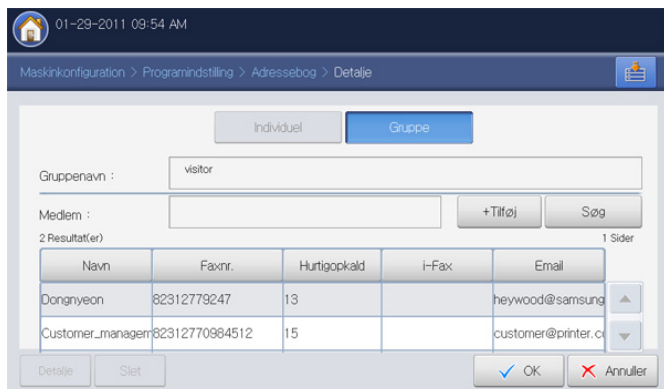 01-29-2011 09:54 AM
Maskinkonfiguration > Programindstilling > Adressebog > Detalje
Individuel Gruppe
Gruppenavn : visitor
Medlem : +Tilføj Søg
2 Resultat(er) 1 Sider
Navn Faxnr. Hurtigopkald i-Fax Email
Dongnyeon 82312779247 13 heywood@samsung
Customer_managem 82312770984512 15 customer@printer.co
Detalje Slet OK Annuller